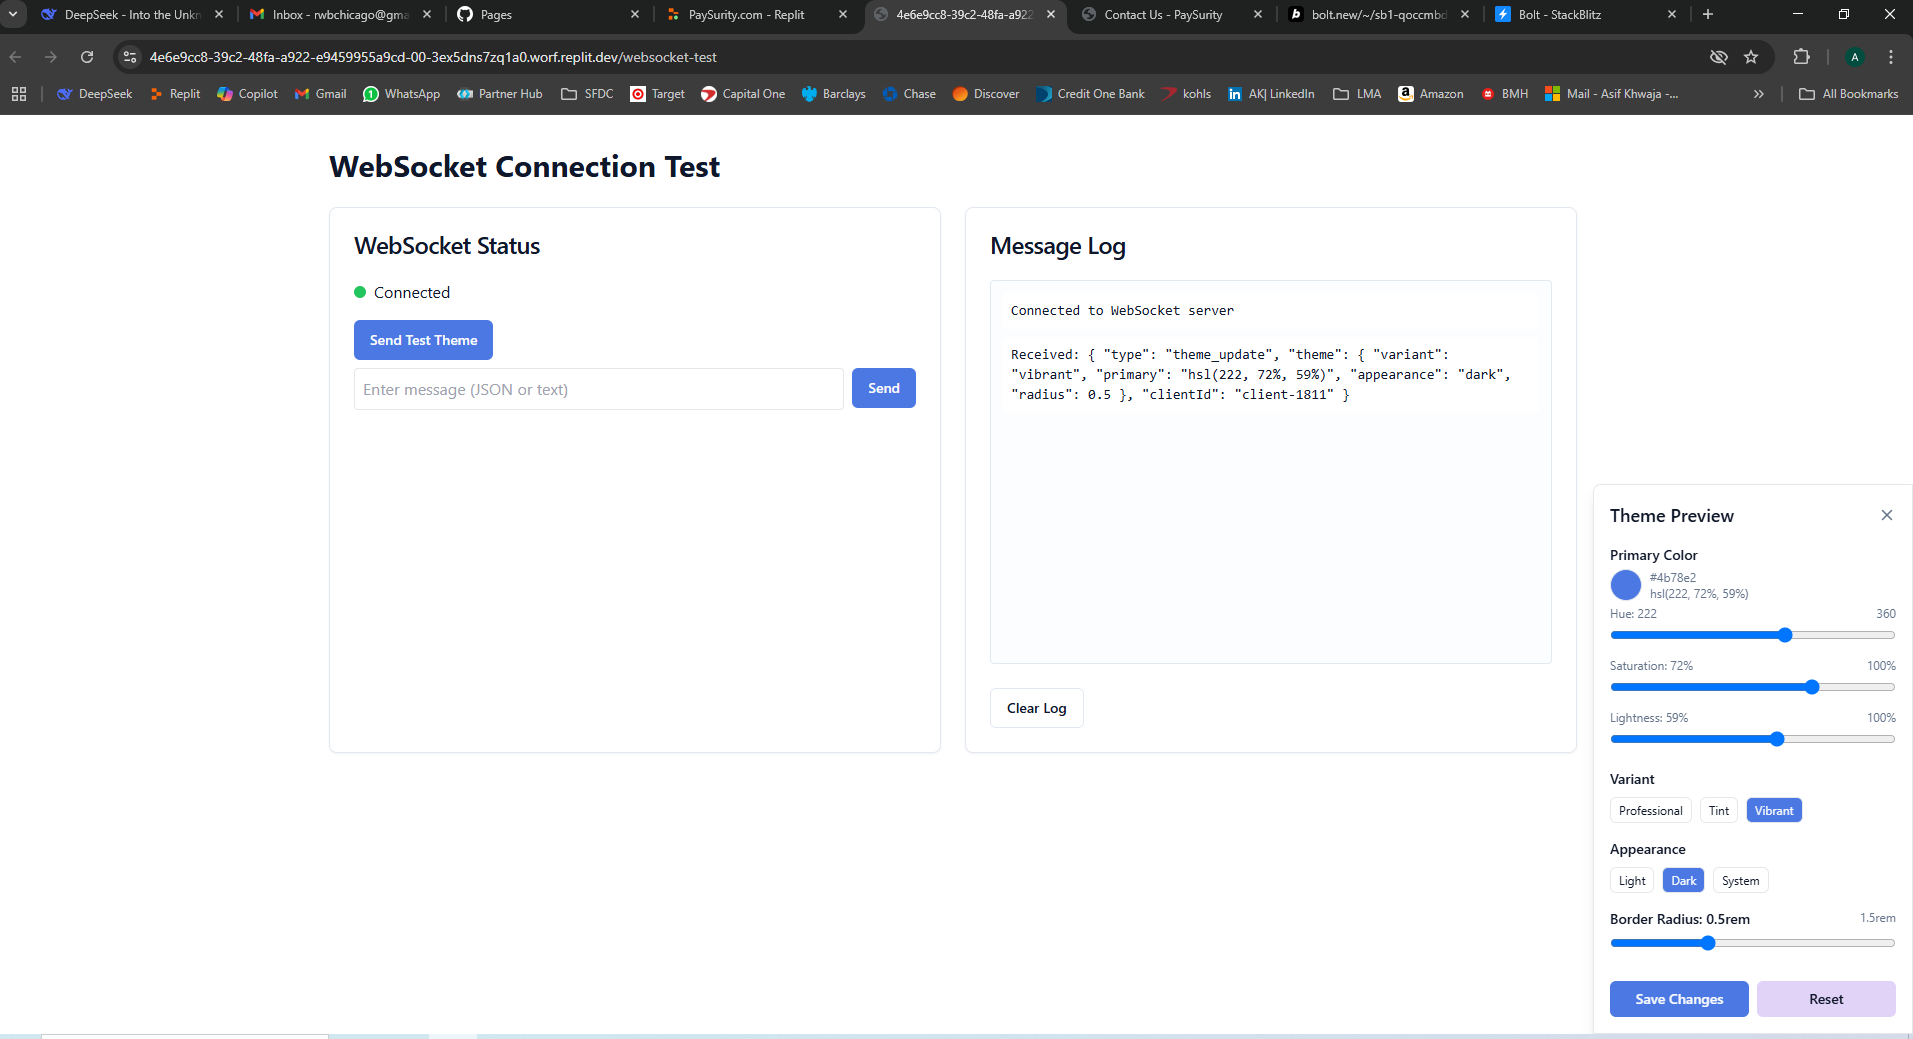 DeepSeek - Into the Unkn
Inbox - rwbchicago@gma
Pages
PaySurity.com - Replit
4e6e9cc8-39c2-48fa-a922
Contact Us - PaySurity
bolt.new/~/sb1-qoccmbd
Bolt - StackBlitz
4e6e9cc8-39c2-48fa-a922-e9459955a9cd-00-3ex5dns7zq1a0.worf.replit.dev/websocket-test
A
DeepSeek
Replit
Copilot
Gmail
WhatsApp
Partner Hub
SFDC
Target
Capital One
Barclays
Chase
Discover
Credit One Bank
kohls
AK| LinkedIn
LMA
Amazon
BMH
Mail - Asif Khwaja -...
All Bookmarks
WebSocket Connection Test
WebSocket Status
Connected
Send Test Theme
Enter message (JSON or text)
Send
Message Log
Connected to WebSocket server
Received: { "type": "theme_update", "theme": { "variant":
"vibrant", "primary": "hsl(222, 72%, 59%)", "appearance": "dark",
"radius": 0.5 }, "clientId": "client-1811" }
Clear Log
Theme Preview
Primary Color
#4b78e2
hsl(222, 72%, 59%)
Hue: 222
360
Saturation: 72%
100%
Lightness: 59%
100%
Variant
Professional
Tint
Vibrant
Appearance
Light
Dark
System
Border Radius: 0.5rem
1.5rem
Save Changes
Reset